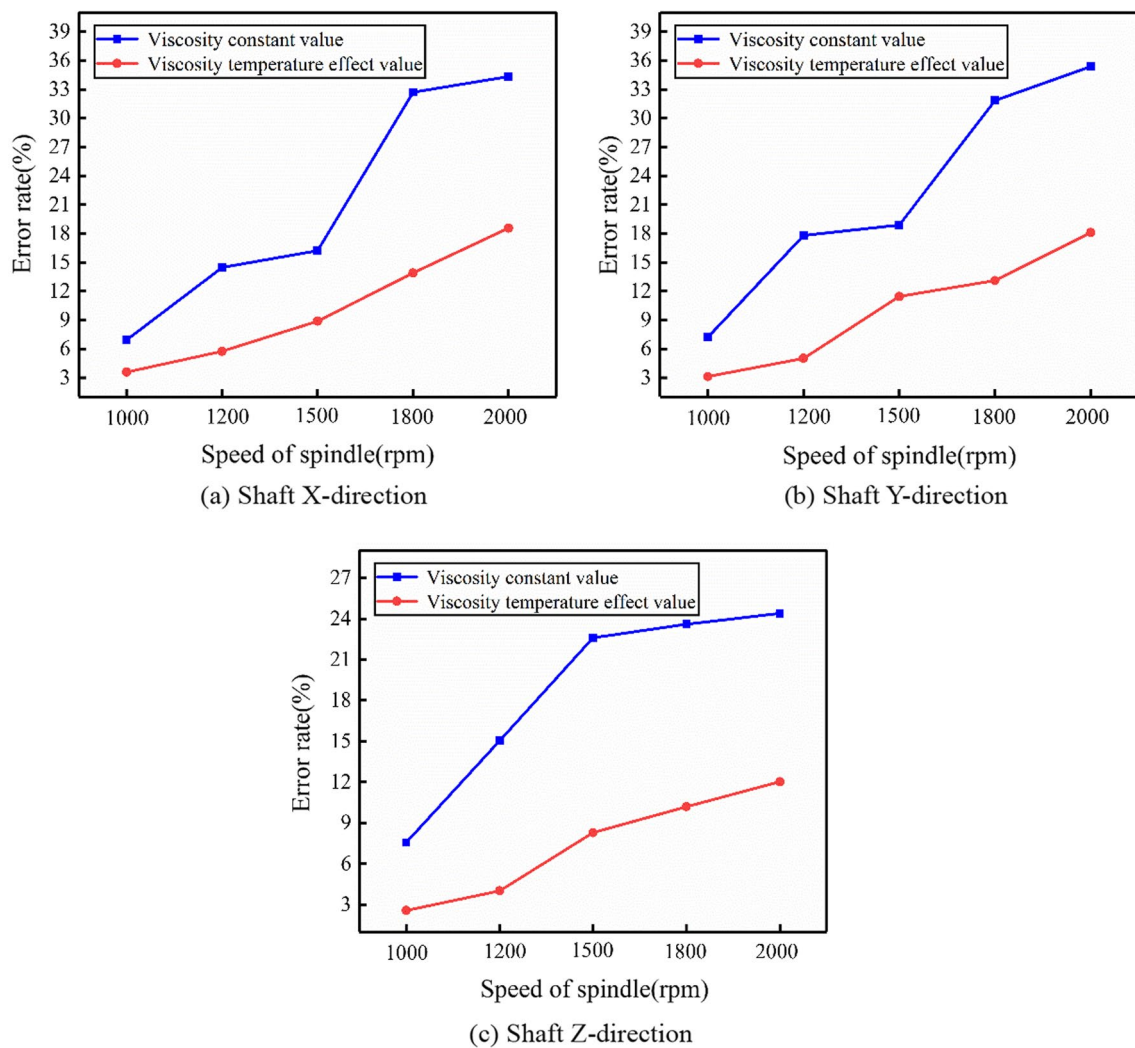 Viscosity constant value
Viscosity temperature effect value
39
36
33
30
27
24
21
18
15
12
9
6
3
Error rate(%)
1000 1200 1500 1800 2000
Speed of spindle(rpm)
(a) Shaft X-direction
Viscosity constant value
Viscosity temperature effect value
39
36
33
30
27
24
21
18
15
12
9
6
3
Error rate(%)
1000 1200 1500 1800 2000
Speed of spindle(rpm)
(b) Shaft Y-direction
Viscosity constant value
Viscosity temperature effect value
27
24
21
18
15
12
9
6
3
Error rate(%)
1000 1200 1500 1800 2000
Speed of spindle(rpm)
(c) Shaft Z-direction